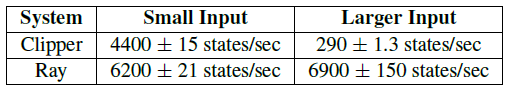 System Small Input Larger Input
Clipper 4400 ± 15 states/sec 290 ± 1.3 states/sec
Ray 6200 ± 21 states/sec 6900 ± 150 states/sec